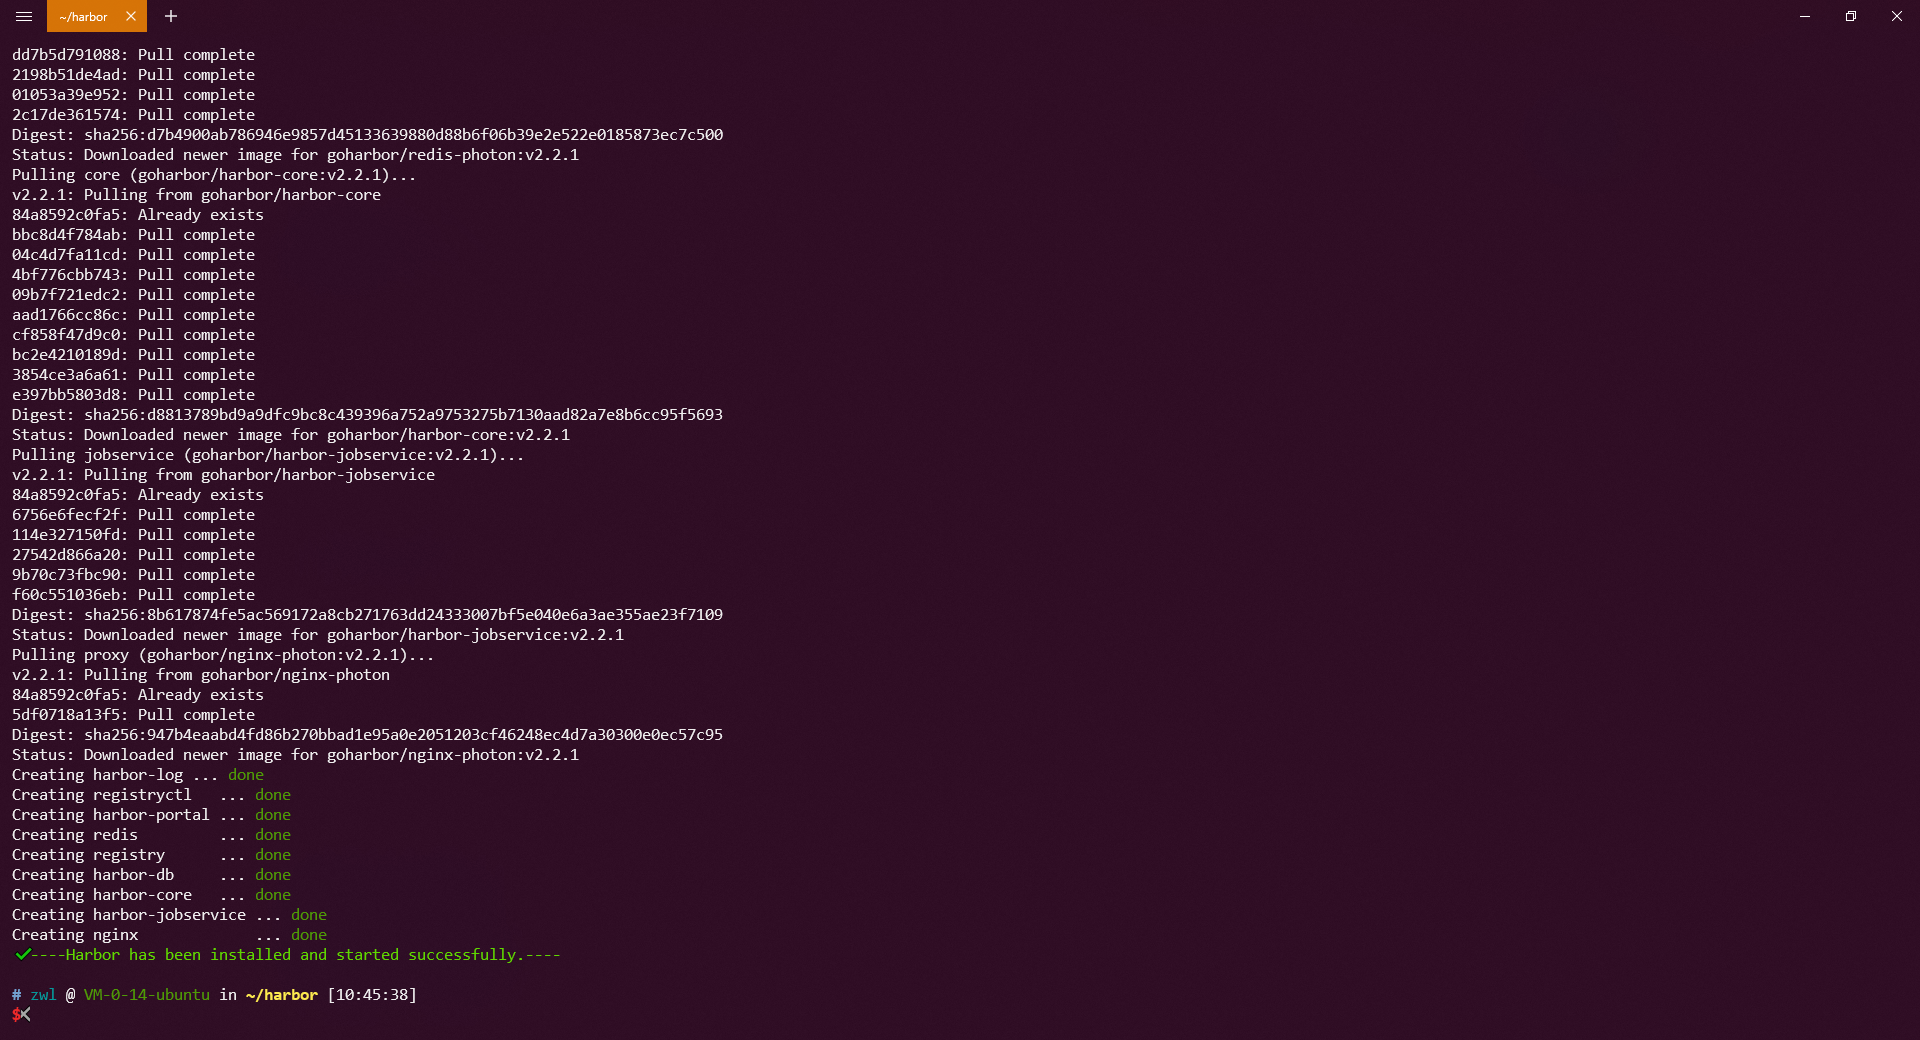 ~/harbor
dd7b5d791088: Pull complete
2198b51de4ad: Pull complete
01053a39e952: Pull complete
2c17de361574: Pull complete
Digest: sha256:d7b4900ab786946e9857d45133639880d88b6f06b39e2e522e0185873ec7c500
Status: Downloaded newer image for goharbor/redis-photon:v2.2.1
Pulling core (goharbor/harbor-core:v2.2.1)...
v2.2.1: Pulling from goharbor/harbor-core
84a8592c0fa5: Already exists
bbc8d4f784ab: Pull complete
04c4d7fa11cd: Pull complete
4bf776cbb743: Pull complete
09b7f721edc2: Pull complete
aad1766cc86c: Pull complete
cf858f47d9c0: Pull complete
bc2e4210189d: Pull complete
3854ce3a6a61: Pull complete
e397bb5803d8: Pull complete
Digest: sha256:d8813789bd9a9dfc9bc8c439396a752a9753275b7130aad82a7e8b6cc95f5693
Status: Downloaded newer image for goharbor/harbor-core:v2.2.1
Pulling jobservice (goharbor/harbor-jobservice:v2.2.1)...
v2.2.1: Pulling from goharbor/harbor-jobservice
84a8592c0fa5: Already exists
6756e6fecf2f: Pull complete
114e327150fd: Pull complete
27542d866a20: Pull complete
9b70c73fbc90: Pull complete
f60c551036eb: Pull complete
Digest: sha256:8b617874fe5ac569172a8cb271763dd24333007bf5e040e6a3ae355ae23f7109
Status: Downloaded newer image for goharbor/harbor-jobservice:v2.2.1
Pulling proxy (goharbor/nginx-photon:v2.2.1)...
v2.2.1: Pulling from goharbor/nginx-photon
84a8592c0fa5: Already exists
5df0718a13f5: Pull complete
Digest: sha256:947b4eaabd4fd86b270bbad1e95a0e2051203cf46248ec4d7a30300e0ec57c95
Status: Downloaded newer image for goharbor/nginx-photon:v2.2.1
Creating harbor-log ... done
Creating registryctl   ... done
Creating harbor-portal ... done
Creating redis         ... done
Creating registry      ... done
Creating harbor-db     ... done
Creating harbor-core   ... done
Creating harbor-jobservice ... done
Creating nginx             ... done
✔----Harbor has been installed and started successfully.----
# zwl @ VM-0-14-ubuntu in ~/harbor [10:45:38]
$